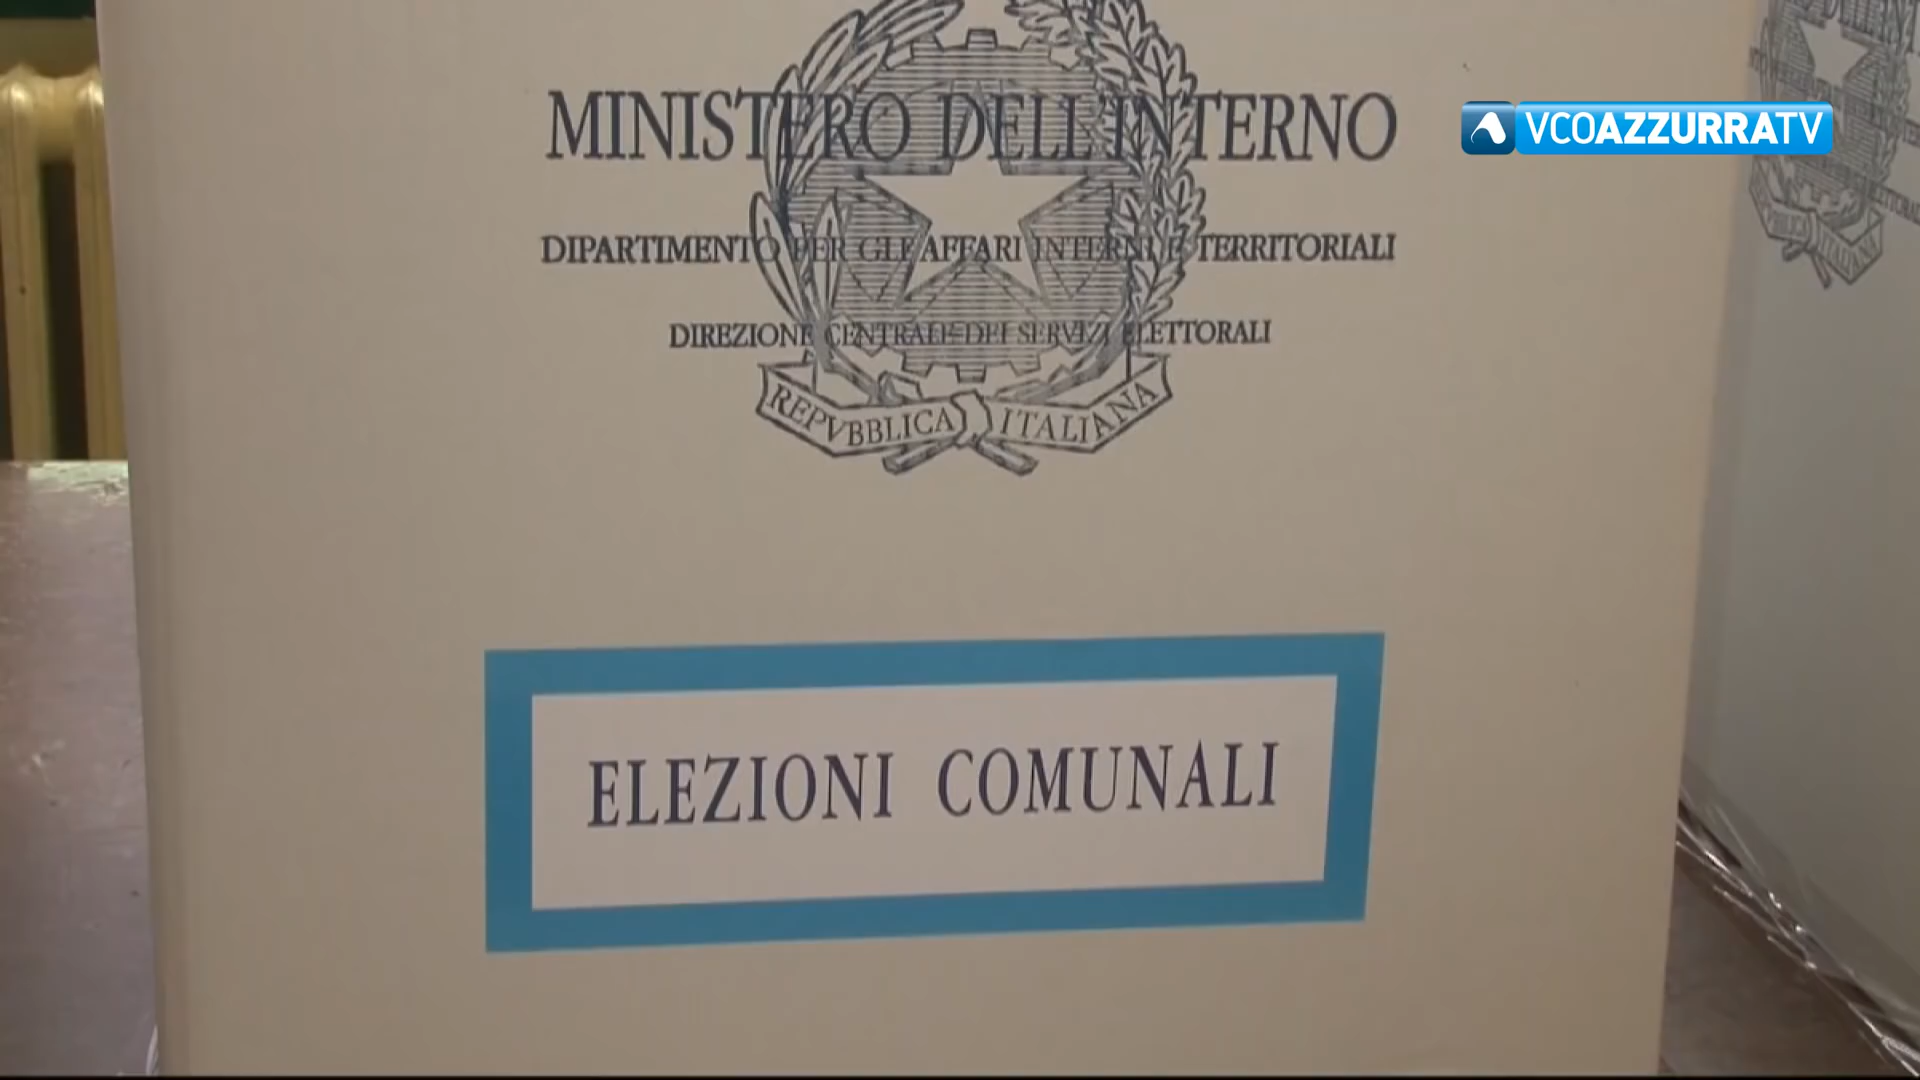 MINISTERO DELL'INTERNO
VCOAZZURRATV
DIPARTIMENTO PER GLI AFFARI INTERNI E TERRITORIALI
DIREZIONE CENTRALE DEI SERVIZI ELETTORALI
REPVBBLICA ITALIANA
ELEZIONI COMUNALI